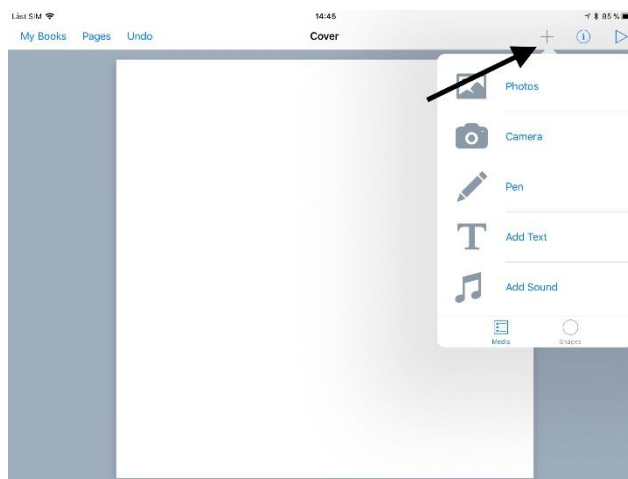 Låst SIM 14:45 85 %
My Books Pages Undo Cover
Photos
Camera
Pen
Add Text
Add Sound
Media Shapes